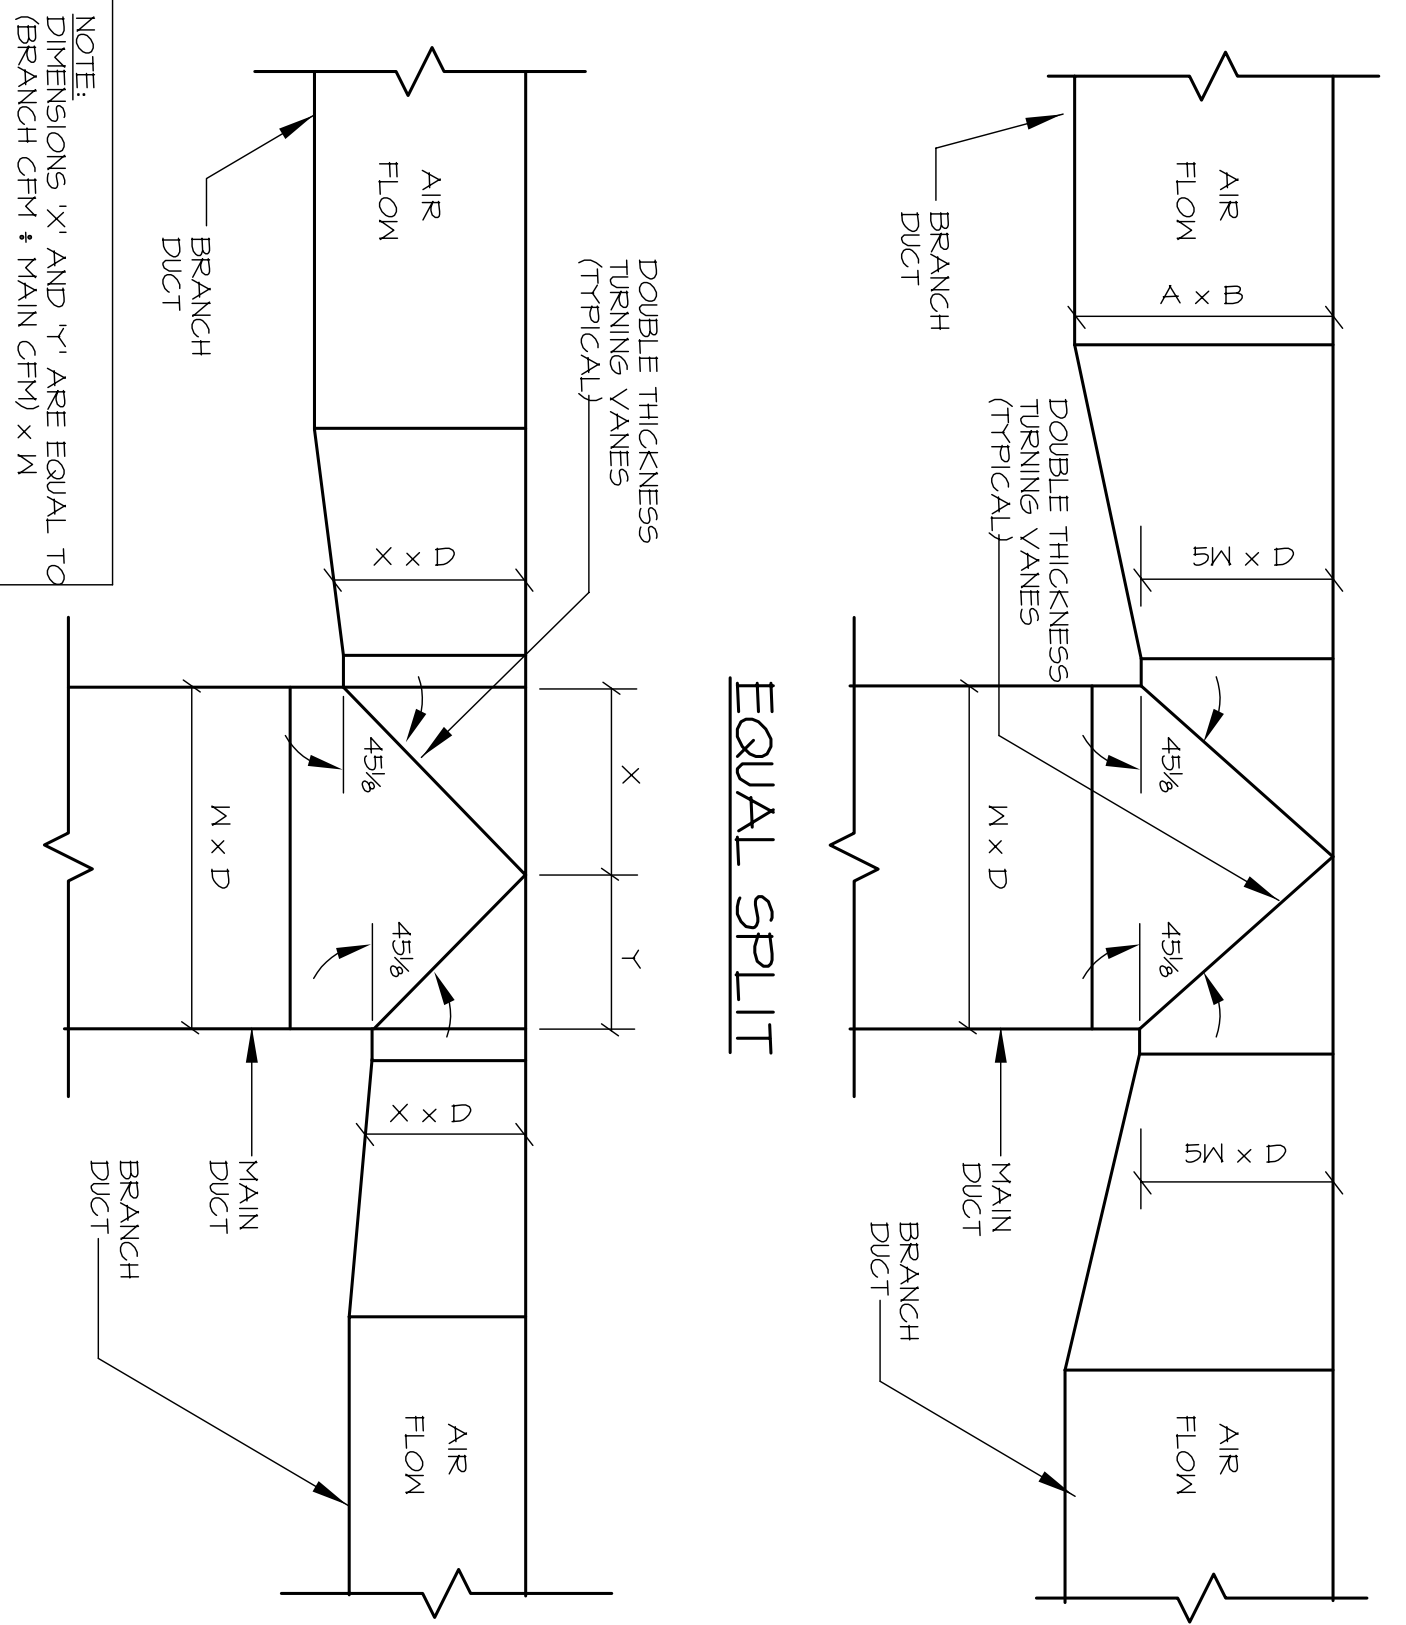 AIR
FLOW
A x B
BRANCH
DUCT
DOUBLE THICKNESS
TURNING VANES
(TYPICAL)
5W x D
45⅛
45⅛
W x D
MAIN
DUCT
5W x D
BRANCH
DUCT
AIR
FLOW
EQUAL SPLIT
DOUBLE THICKNESS
TURNING VANES
(TYPICAL)
X
Y
AIR
FLOW
BRANCH
DUCT
X x D
45⅛
45⅛
W x D
X x D
MAIN
DUCT
BRANCH
DUCT
AIR
FLOW
NOTE:
DIMENSIONS 'X' AND 'Y' ARE EQUAL TO
(BRANCH CFM ÷ MAIN CFM) x W